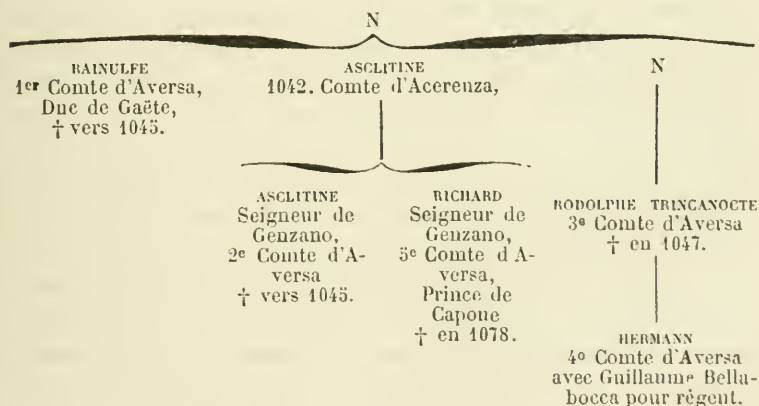 N
RAINULFE
1er Comte d'Aversa,
Duc de Gaëte,
† vers 1045.
ASCLITINE
1042. Comte d'Acerenza,
N
ASCLITINE
Seigneur de
Genzano,
2e Comte d'A-
versa
† vers 1045.
RICHARD
Seigneur de
Genzano,
5e Comte d'A-
versa,
Prince de
Capoue
† en 1078.
RODOLPHE TRINCANOCTE
3e Comte d'Aversa
† en 1047.
HERMANN
4e Comte d'Aversa
avec Guillaume Bella-
bocca pour régent.